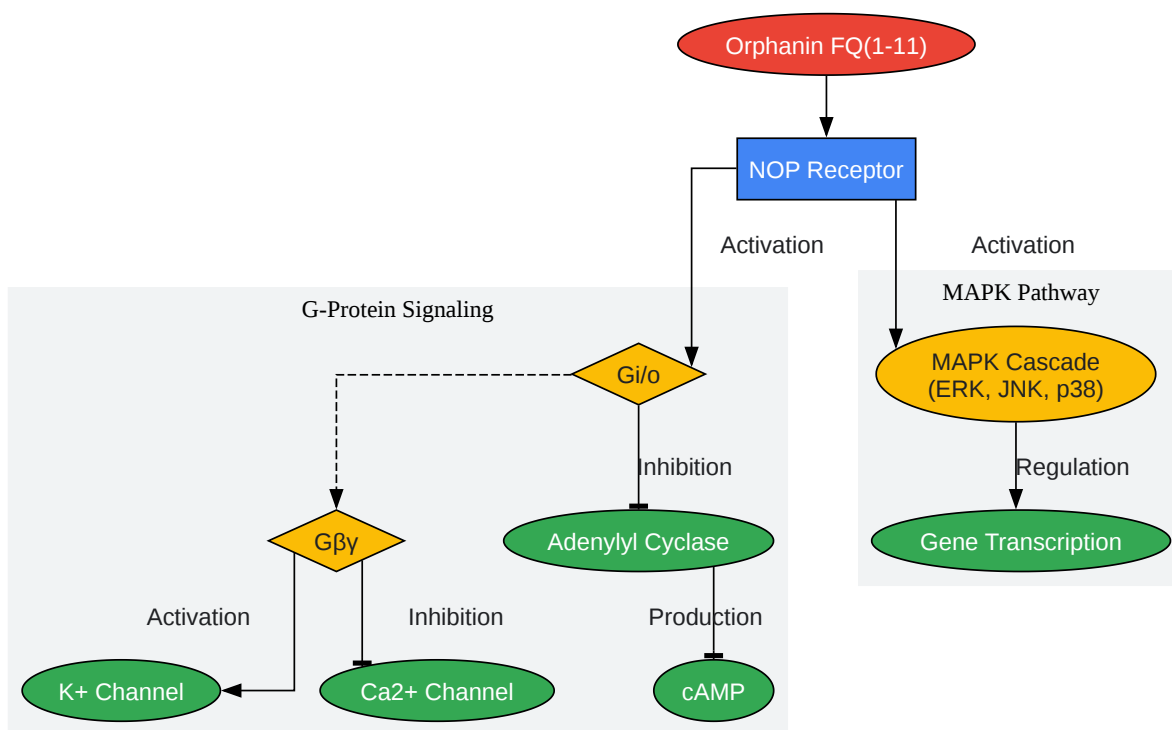 Orphanin FQ(1-11)
NOP Receptor
Activation
Activation
G-Protein Signaling
MAPK Pathway
Gi/o
MAPK Cascade
(ERK, JNK, p38)
Inhibition
Regulation
Gβγ
Adenylyl Cyclase
Gene Transcription
Activation
Inhibition
Production
K+ Channel
Ca2+ Channel
cAMP